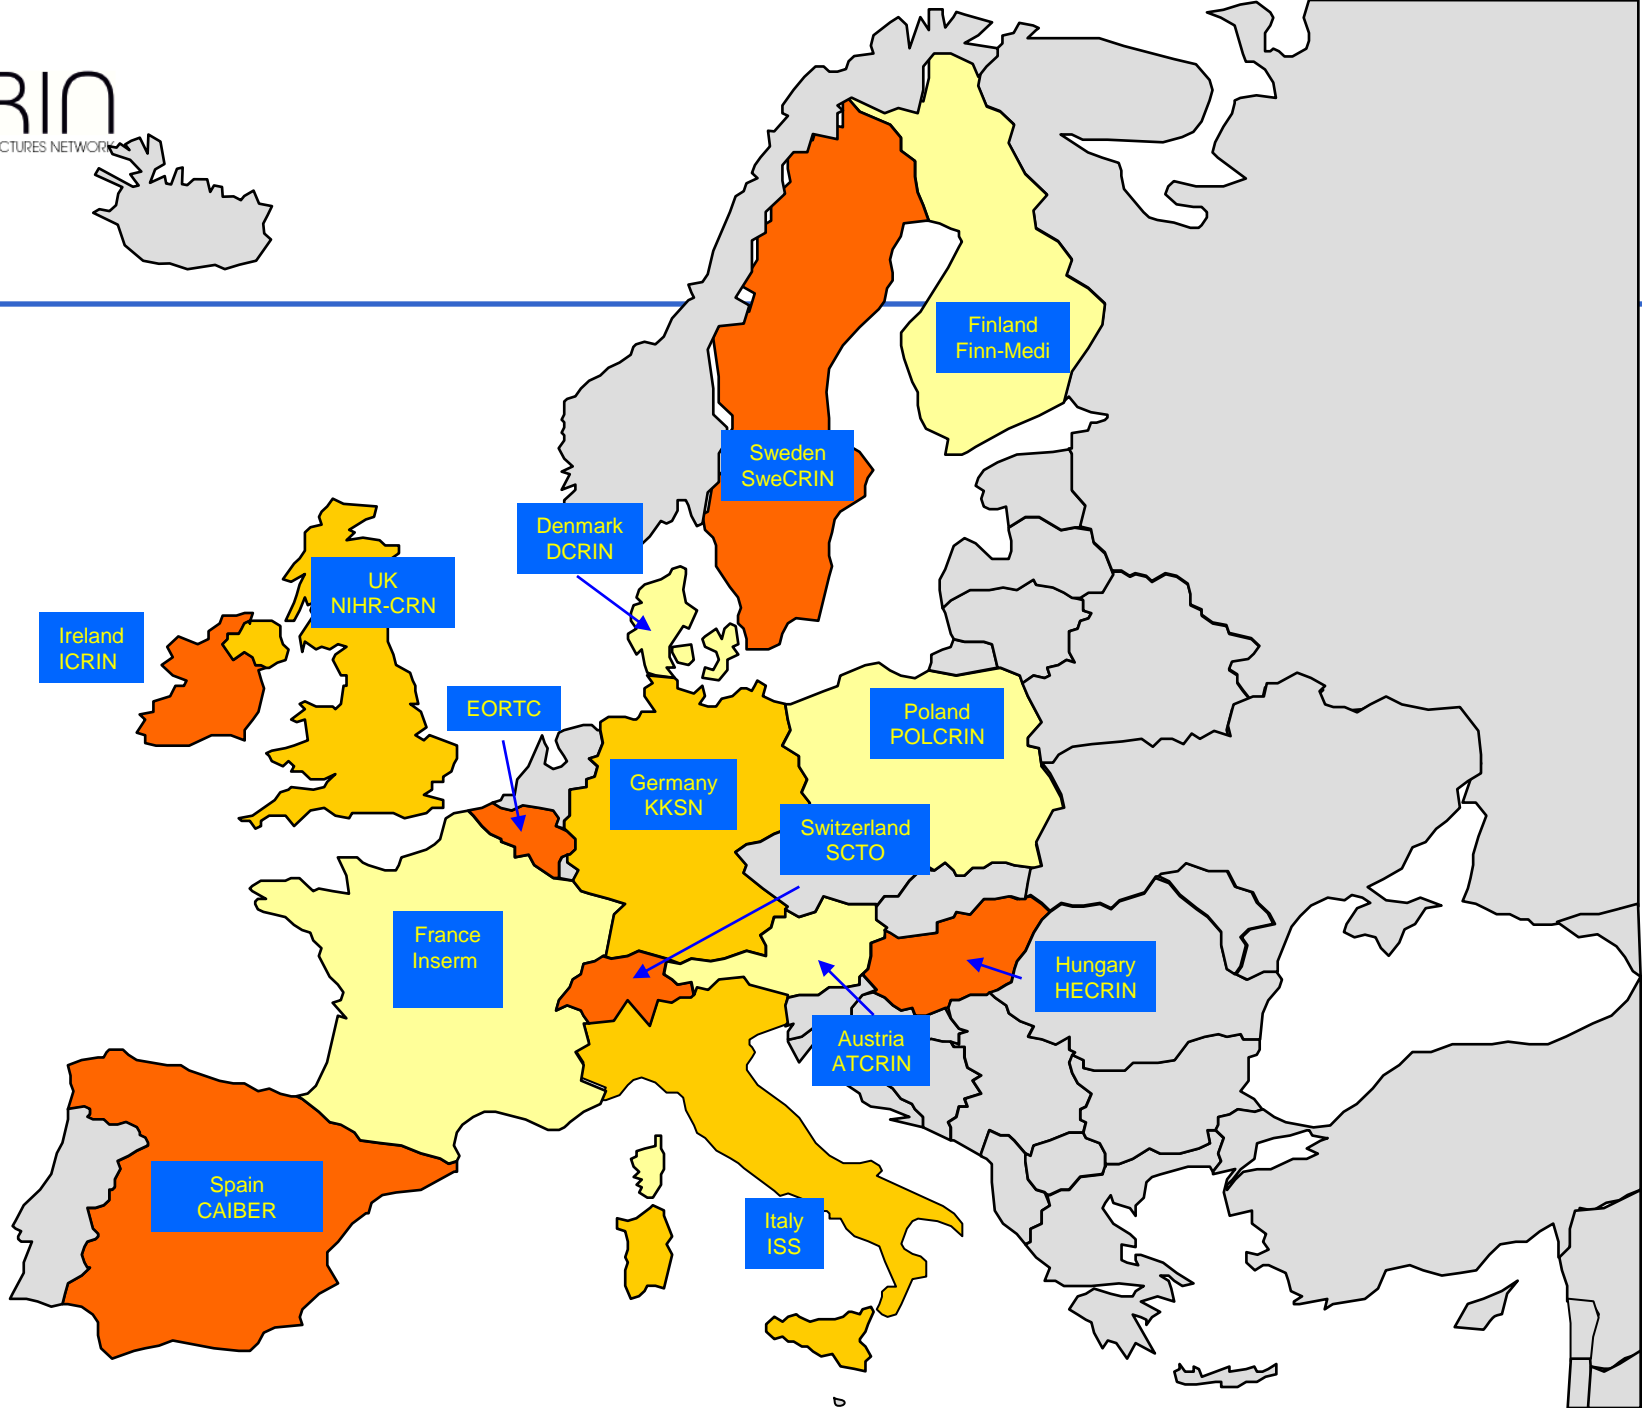 RIN
CTURES NETWORK
Finland
Finn-Medi
Sweden
SweCRIN
Denmark
DCRIN
UK
NIHR-CRN
Ireland
ICRIN
EORTC
Poland
POLCRIN
Germany
KKSN
Switzerland
SCTO
France
Inserm
Hungary
HECRIN
Austria
ATCRIN
Spain
CAIBER
Italy
ISS